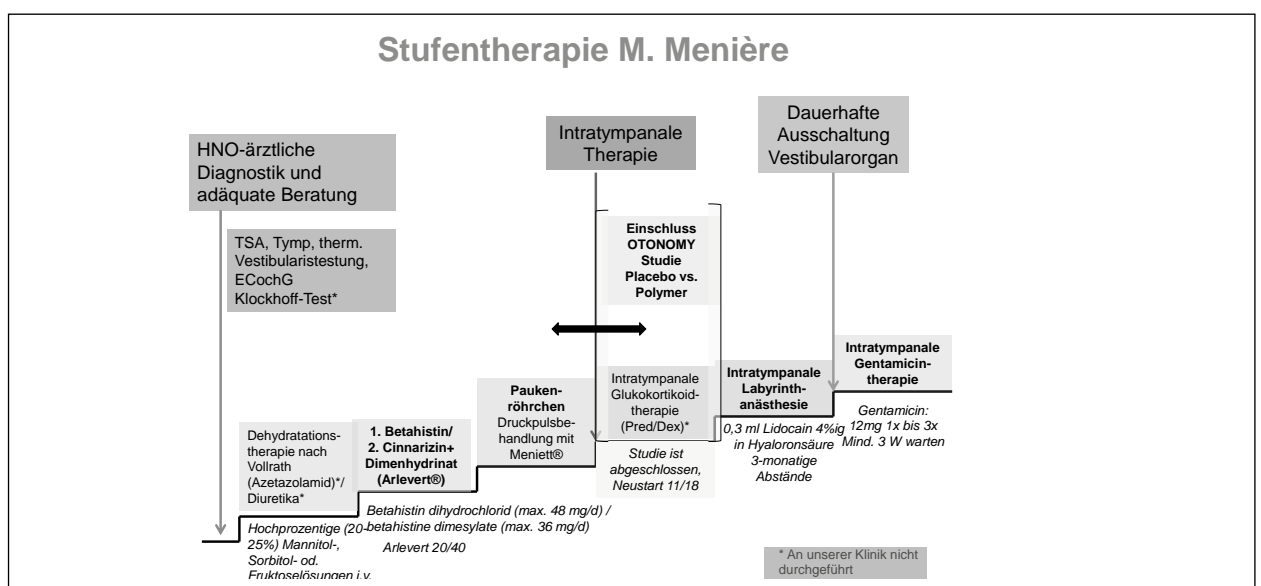 Stufentherapie M. Menière
HNO-ärztliche
Diagnostik und
adäquate Beratung
TSA, Tymp, therm.
Vestibularistestung,
ECochG
Klockhoff-Test*
Intratympanale
Therapie
Dauerhafte
Ausschaltung
Vestibularorgan
Einschluss
OTONOMY
Studie
Placebo vs.
Polymer
Dehydratations-
therapie nach
Vollrath
(Azetazolamid)*/
Diuretika*
Hochprozentige (20-
25%) Mannitol-,
Sorbitol- od.
Fruktoselösungen i.v.
1. Betahistin/
2. Cinnarizin+
Dimenhydrinat
(Arlevert®)
Betahistin dihydrochlorid (max. 48 mg/d) /
betahistine dimesylate (max. 36 mg/d)
Arlevert 20/40
Pauken-
röhrchen
Druckpulsbe-
handlung mit
Meniett®
Intratympanale
Glukokortikoid-
therapie
(Pred/Dex)*
Studie ist
abgeschlossen,
Neustart 11/18
Intratympanale
Labyrinth-
anästhesie
0,3 ml Lidocain 4%ig
in Hyaloronsäure
3-monatige
Abstände
Intratympanale
Gentamicin-
therapie
Gentamicin:
12mg 1x bis 3x
Mind. 3 W warten
* An unserer Klinik nicht
durchgeführt